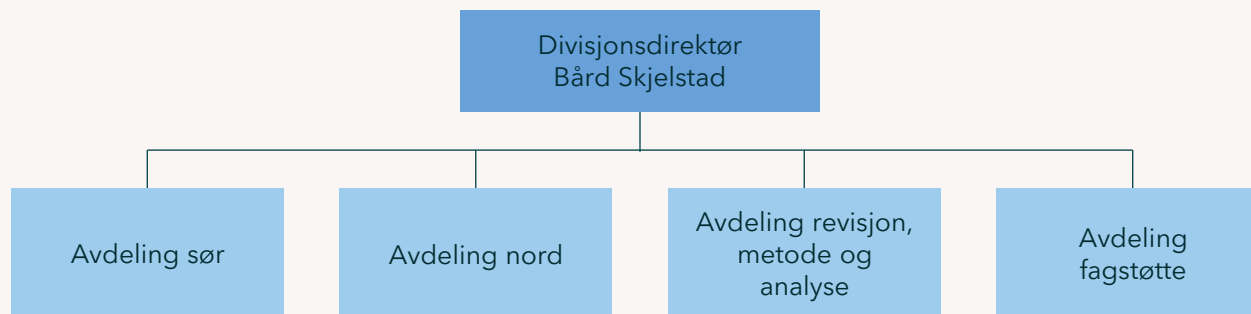 Divisjonsdirektør
Bård Skjelstad
Avdeling sør
Avdeling nord
Avdeling revisjon,
metode og
analyse
Avdeling
fagstøtte